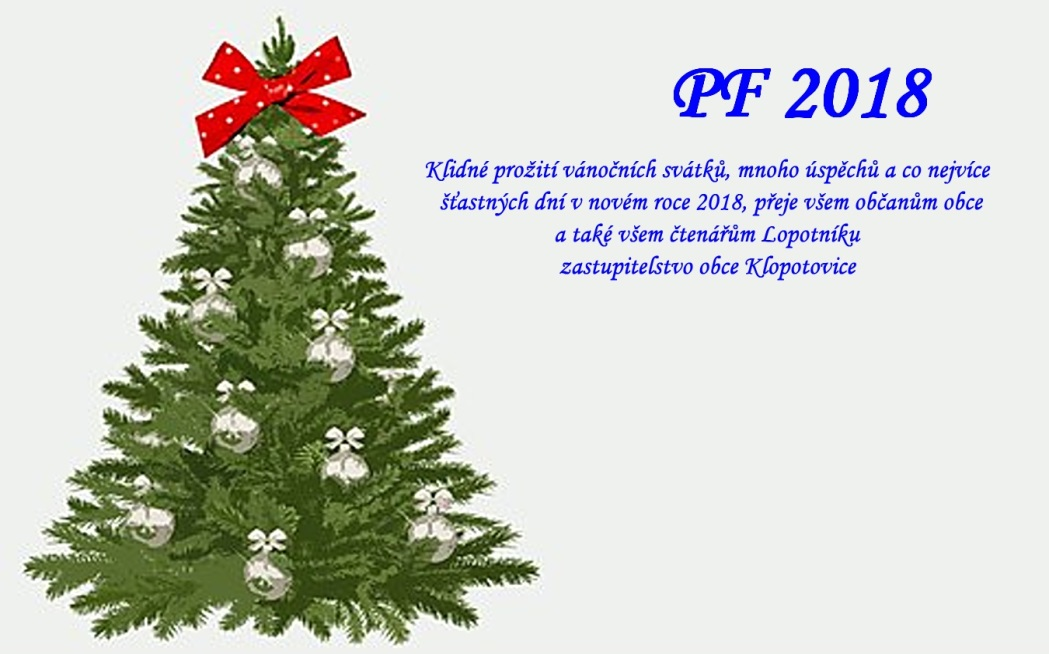 PF 2018
Klidné prožití vánočních svátků, mnoho úspěchů a co nejvíce
šťastných dní v novém roce 2018, přeje všem občanům obce
a také všem čtenářům Lopotníku
zastupitelstvo obce Klopotovice